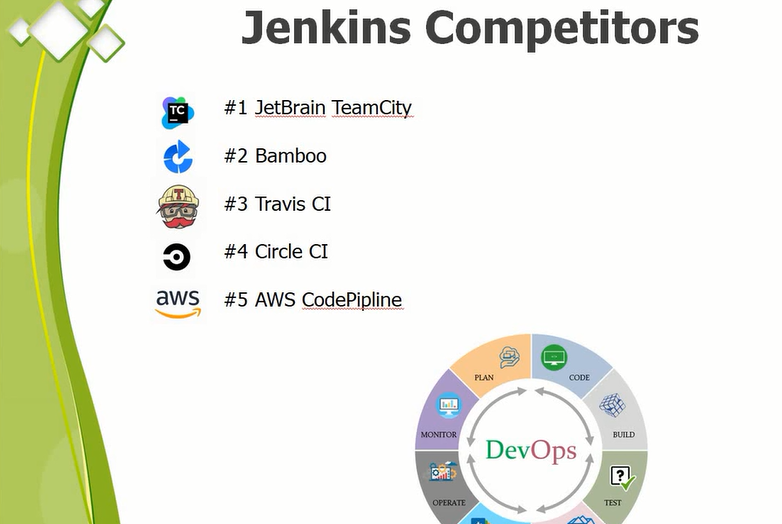 Jenkins Competitors
TC
#1 JetBrain TeamCity
#2 Bamboo
T
#3 Travis CI
#4 Circle CI
aws
#5 AWS CodePipline
PLAN
CODE
MONITOR
BUILD
DevOps
OPERATE
TEST